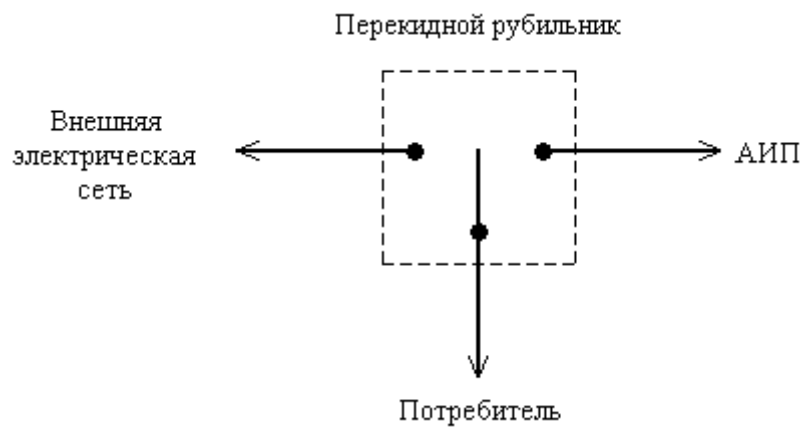 Перекидной рубильник
Внешняя
электрическая
сеть
АИП
Потребитель